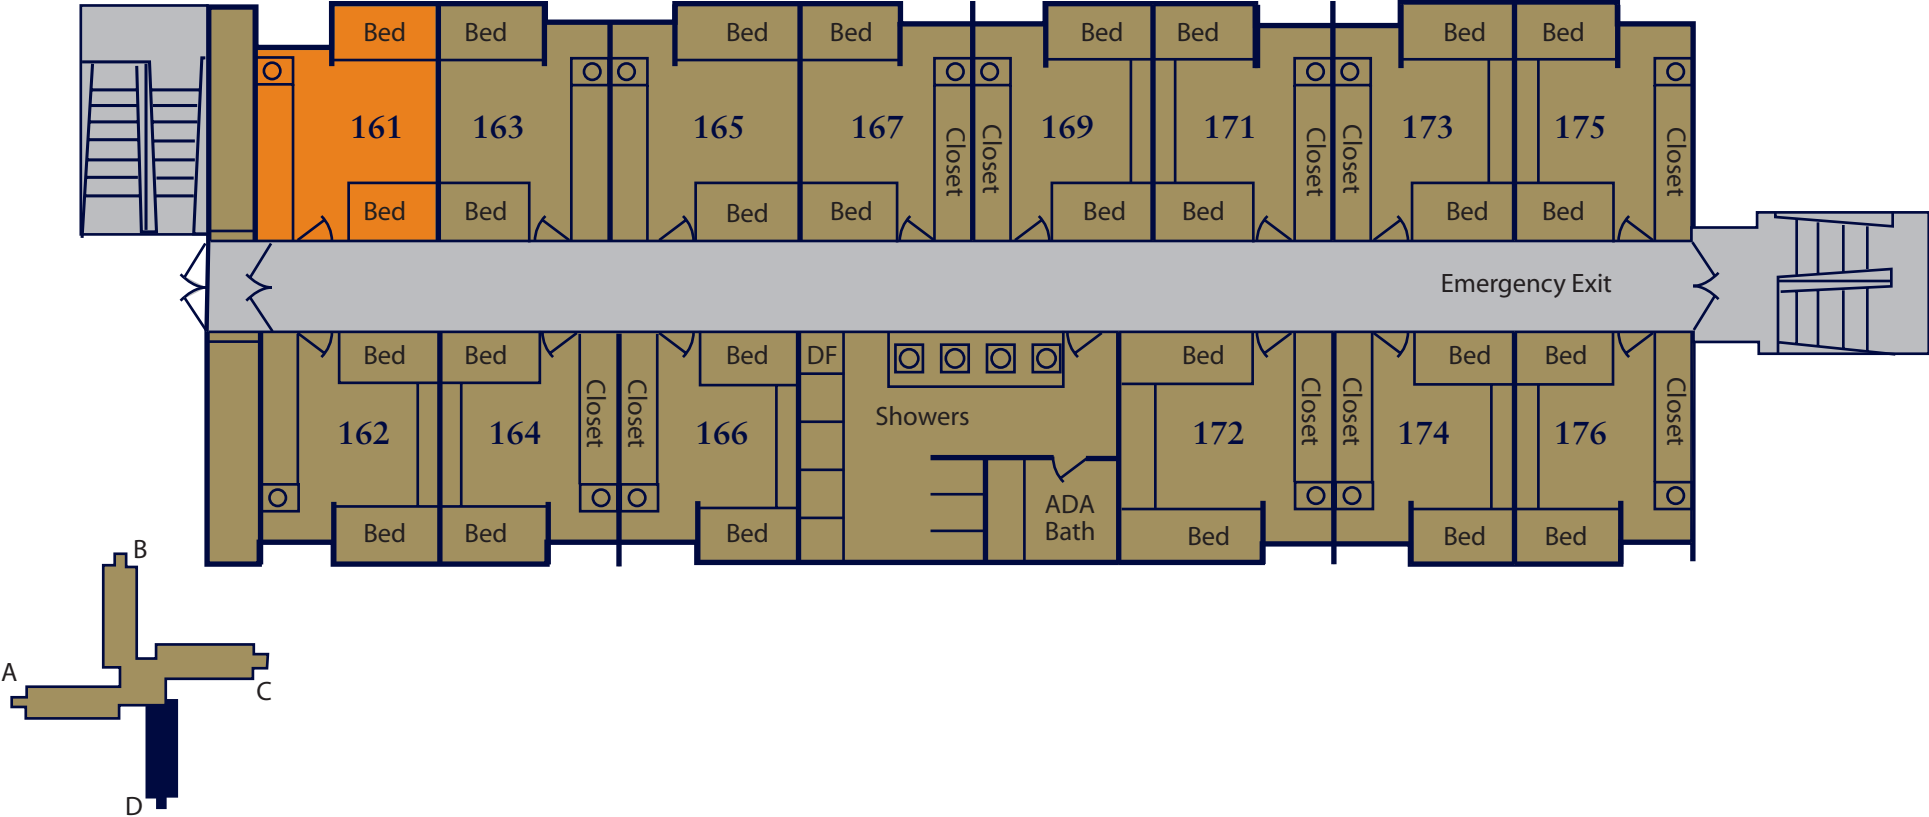 Bed
Bed
Bed
Bed
Bed
Bed
Bed
Bed
161
163
165
167
169
171
173
175
Closet
Closet
Closet
Closet
Closet
Bed
Bed
Bed
Bed
Bed
Bed
Bed
Bed
Emergency Exit
Bed
Bed
Bed
DF
Bed
Bed
Bed
Showers
Closet
Closet
Closet
Closet
Closet
162
164
166
172
174
176
ADA
Bath
Bed
Bed
Bed
Bed
Bed
Bed
B
A
C
D